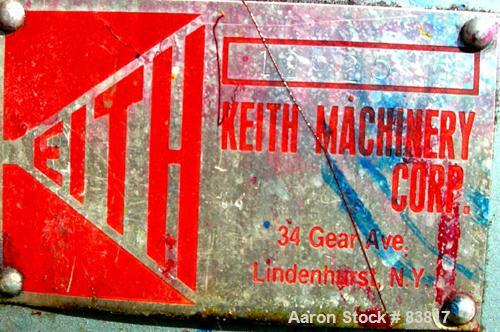 KEITH
KEITH MACHINERY
CORP.
34 Gear Ave.
Lindenhurst, N.Y.
Aaron Stock # 83807